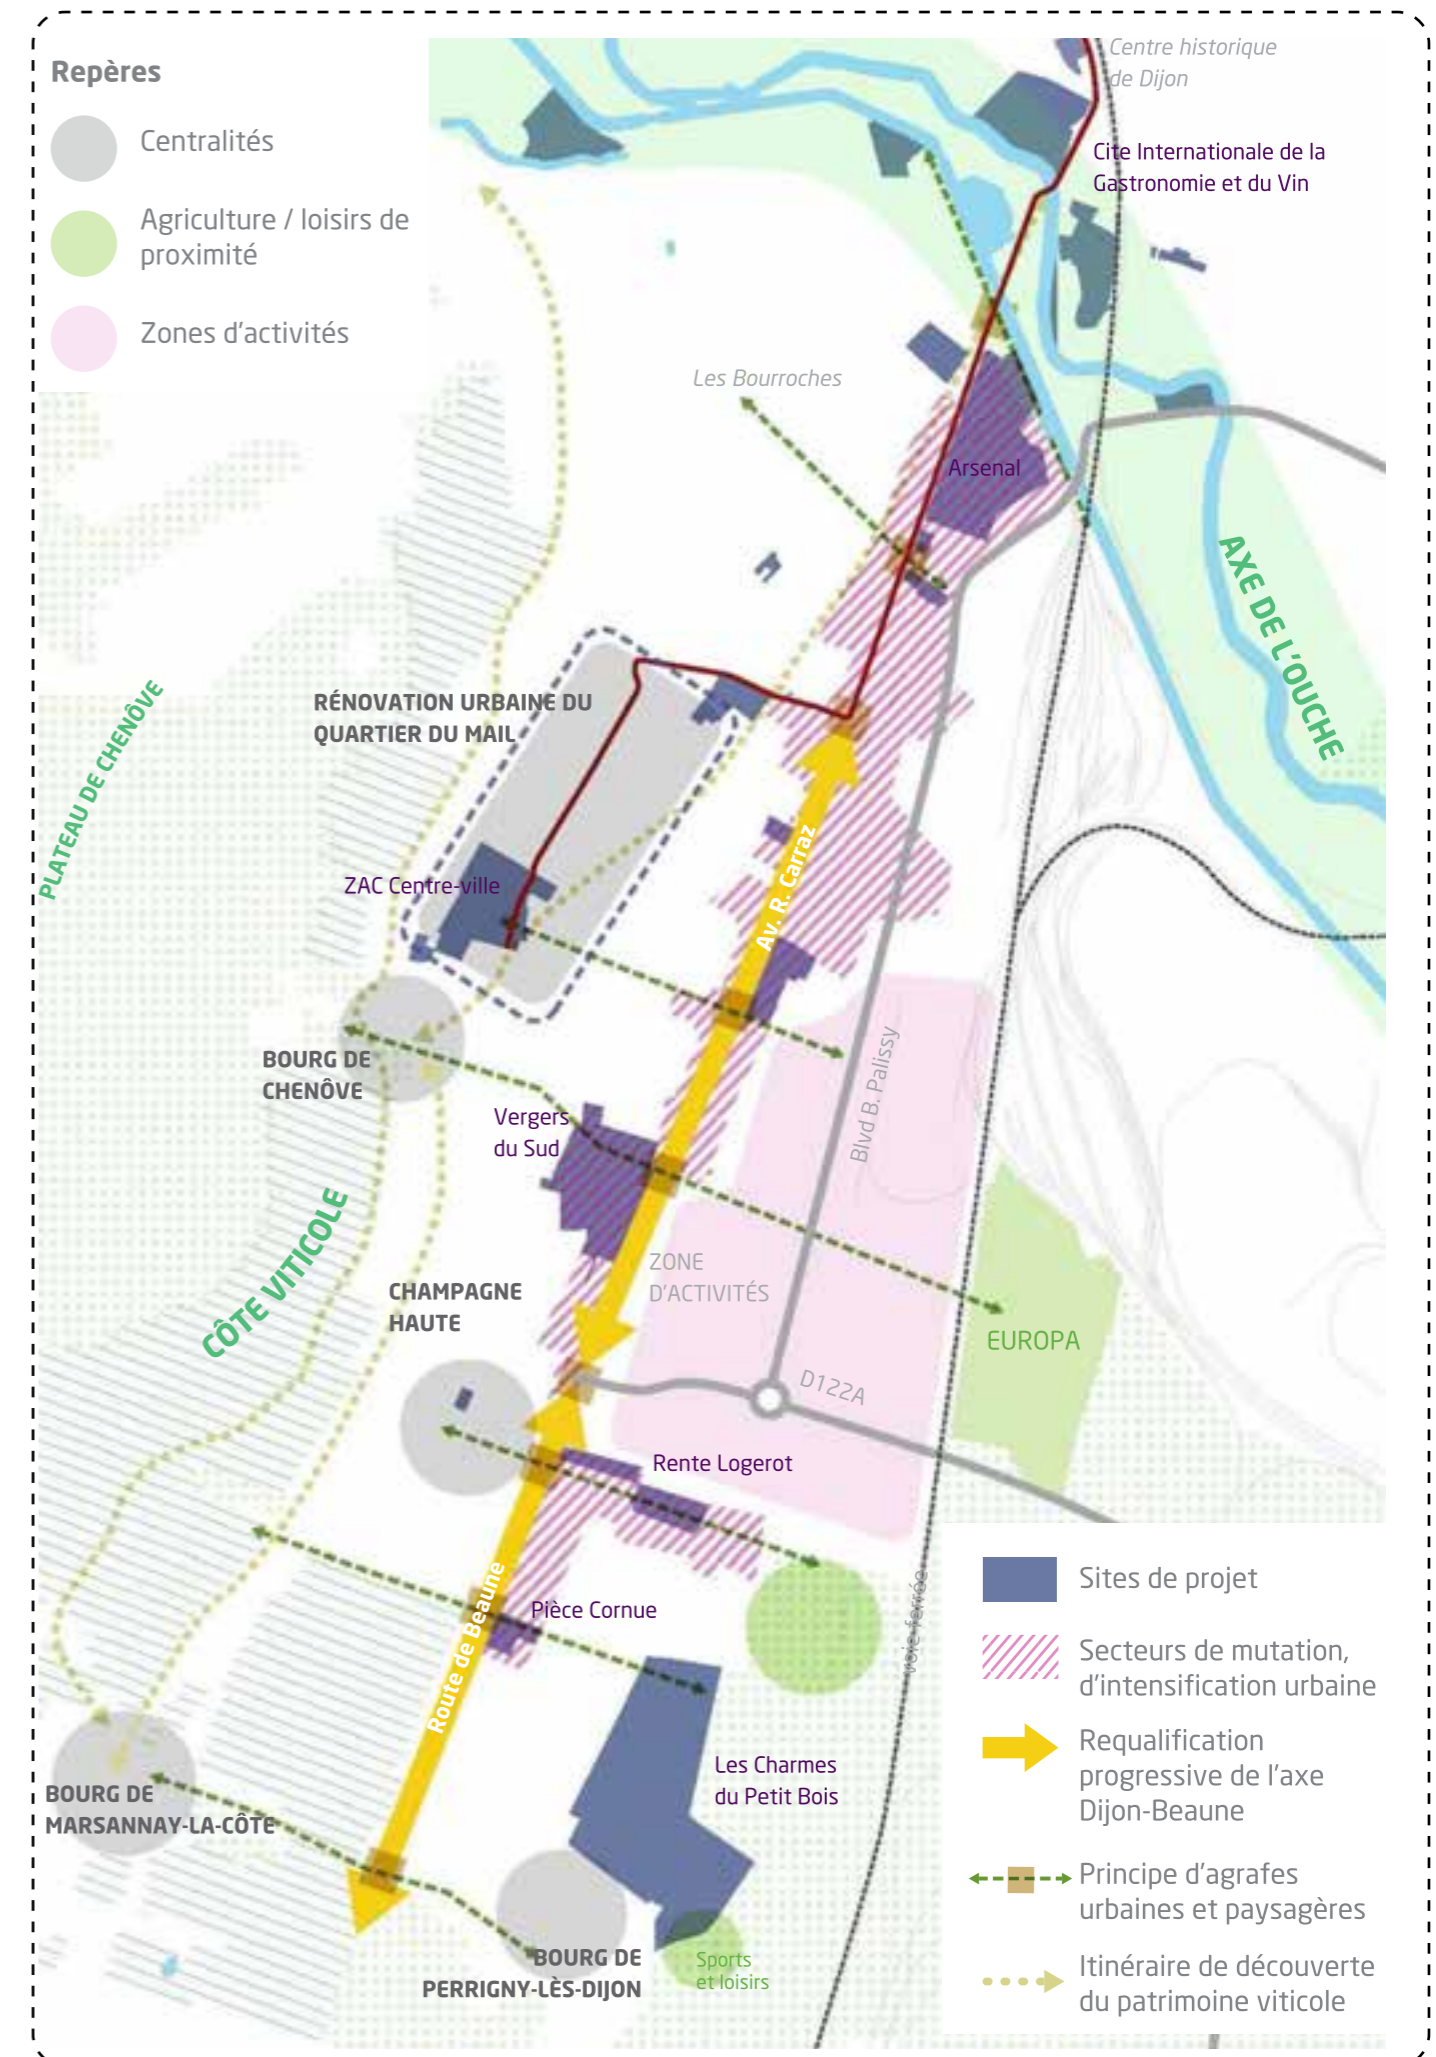 Repères
Centralités
Agriculture / loisirs de
proximité
Zones d'activités
Centre historique
de Dijon
Cite Internationale de la
Gastronomie et du Vin
Les Bourroches
Arsenal
AXE DE L'OUCHE
PLATEAU DE CHENÔVE
RÉNOVATION URBAINE DU
QUARTIER DU MAIL
ZAC Centre-ville
Av. R. Carraz
BOURG DE
CHENÔVE
Blvd B. Palissy
Vergers
du Sud
CÔTE VITICOLE
ZONE
D'ACTIVITÉS
CHAMPAGNE
HAUTE
EUROPA
D122A
Rente Logerot
Pièce Cornue
Route de Beaune
voie ferrée
Les Charmes
du Petit Bois
BOURG DE
MARSANNAY-LA-CÔTE
BOURG DE
PERRIGNY-LÈS-DIJON
Sports
et loisirs
Sites de projet
Secteurs de mutation,
d'intensification urbaine
Requalification
progressive de l'axe
Dijon-Beaune
Principe d'agrafes
urbaines et paysagères
Itinéraire de découverte
du patrimoine viticole